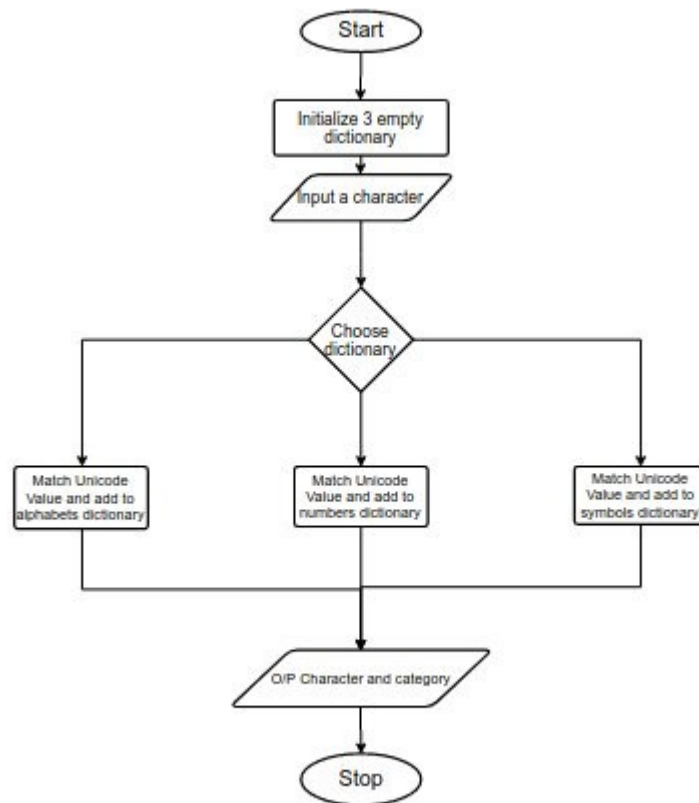 Start
Initialize 3 empty
dictionary
Input a character
Choose
dictionary
Match Unicode
Value and add to
alphabets dictionary
Match Unicode
Value and add to
numbers dictionary
Match Unicode
Value and add to
symbols dictionary
O/P Character and category
Stop